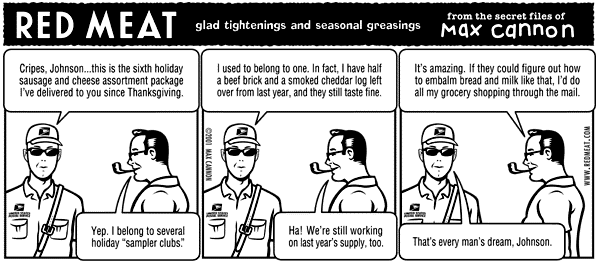 RED MEAT
glad tightenings and seasonal greasings
from the secret files of
Max cannon
Cripes, Johnson...this is the sixth holiday
sausage and cheese assortment package
I've delivered to you since Thanksgiving.
Yep. I belong to several
holiday "sampler clubs."
©2001 MAX CANNON
I used to belong to one. In fact, I have half
a beef brick and a smoked cheddar log left
over from last year, and they still taste fine.
Ha! We're still working
on last year's supply, too.
It's amazing. If they could figure out how
to embalm bread and milk like that, I'd do
all my grocery shopping through the mail.
That's every man's dream, Johnson.
WWW.REDMEAT.COM